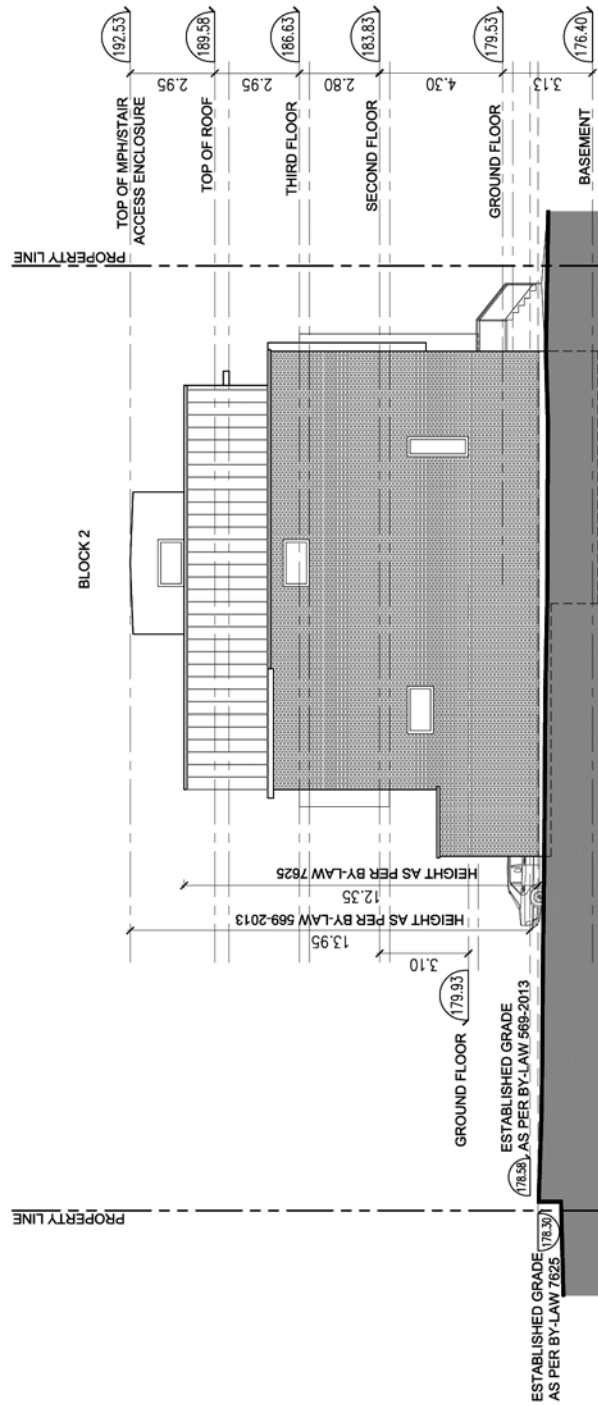 BLOCK 2
PROPERTY LINE
PROPERTY LINE
TOP OF MPH/STAIR
ACCESS ENCLOSURE
192.53
2.95
TOP OF ROOF
189.58
2.95
THIRD FLOOR
186.63
2.80
SECOND FLOOR
183.83
4.30
GROUND FLOOR
179.53
3.13
BASEMENT
176.40
HEIGHT AS PER BY-LAW 7625
12.35
HEIGHT AS PER BY-LAW 569-2013
13.95
3.10
179.93
GROUND FLOOR
ESTABLISHED GRADE
AS PER BY-LAW 569-2013
178.58
178.30
ESTABLISHED GRADE
AS PER BY-LAW 7625